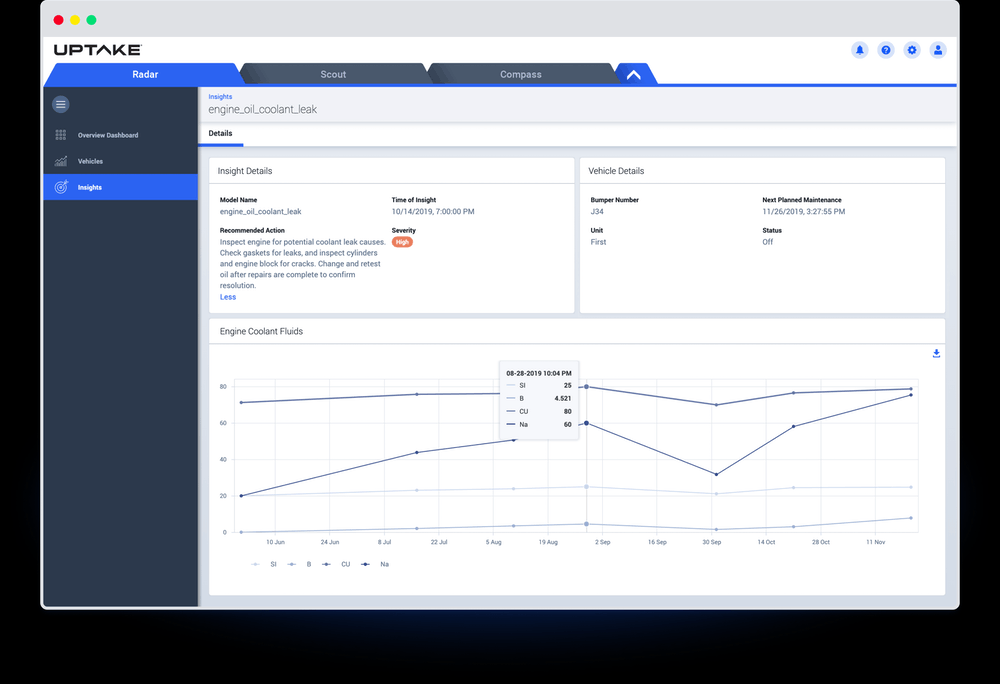 UPTAKE
Radar
Scout
Compass
Overview Dashboard
Vehicles
Insights
Insights
engine_oil_coolant_leak
Details
Insight Details
Model Name
engine_oil_coolant_leak
Time of Insight
10/14/2019, 7:00:00 PM
Recommended Action
Inspect engine for potential coolant leak causes.
Check gaskets for leaks, and inspect cylinders
and engine block for cracks. Change and retest
oil after repairs are complete to confirm
resolution.
Less
Severity
High
Vehicle Details
Bumper Number
J34
Next Planned Maintenance
11/26/2019, 3:27:55 PM
Unit
First
Status
Off
Engine Coolant Fluids
08-28-2019 10:04 PM
SI 25
B 4.521
CU 80
Na 60
80
60
40
20
0
10 Jun 24 Jun 8 Jul 22 Jul 5 Aug 19 Aug 2 Sep 16 Sep 30 Sep 14 Oct 28 Oct 11 Nov
SI B CU Na